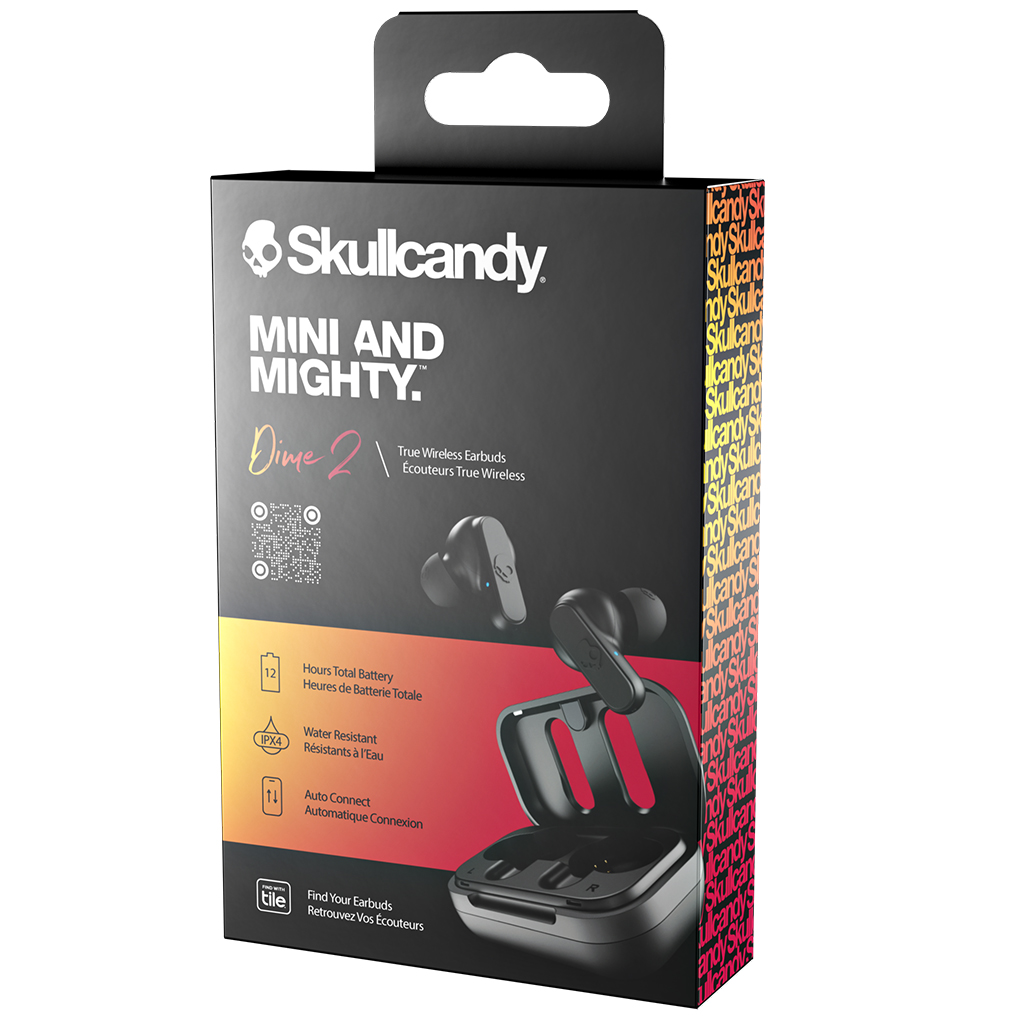 Skullcandy®
MINI AND
MIGHTY.™
Dime 2
True Wireless Earbuds
Écouteurs True Wireless
12
Hours Total Battery
Heures de Batterie Totale
IPX4
Water Resistant
Résistants à l'Eau
Auto Connect
Automatique Connexion
FIND WITH
tile
Find Your Earbuds
Retrouvez Vos Écouteurs
L
R
Skullcandy